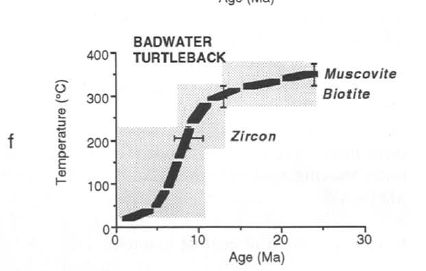 Age (Ma)
BADWATER
TURTLEBACK
400
300
200
100
0
Temperature (°C)
Muscovite
Biotite
Zircon
f
0
10
20
30
Age (Ma)